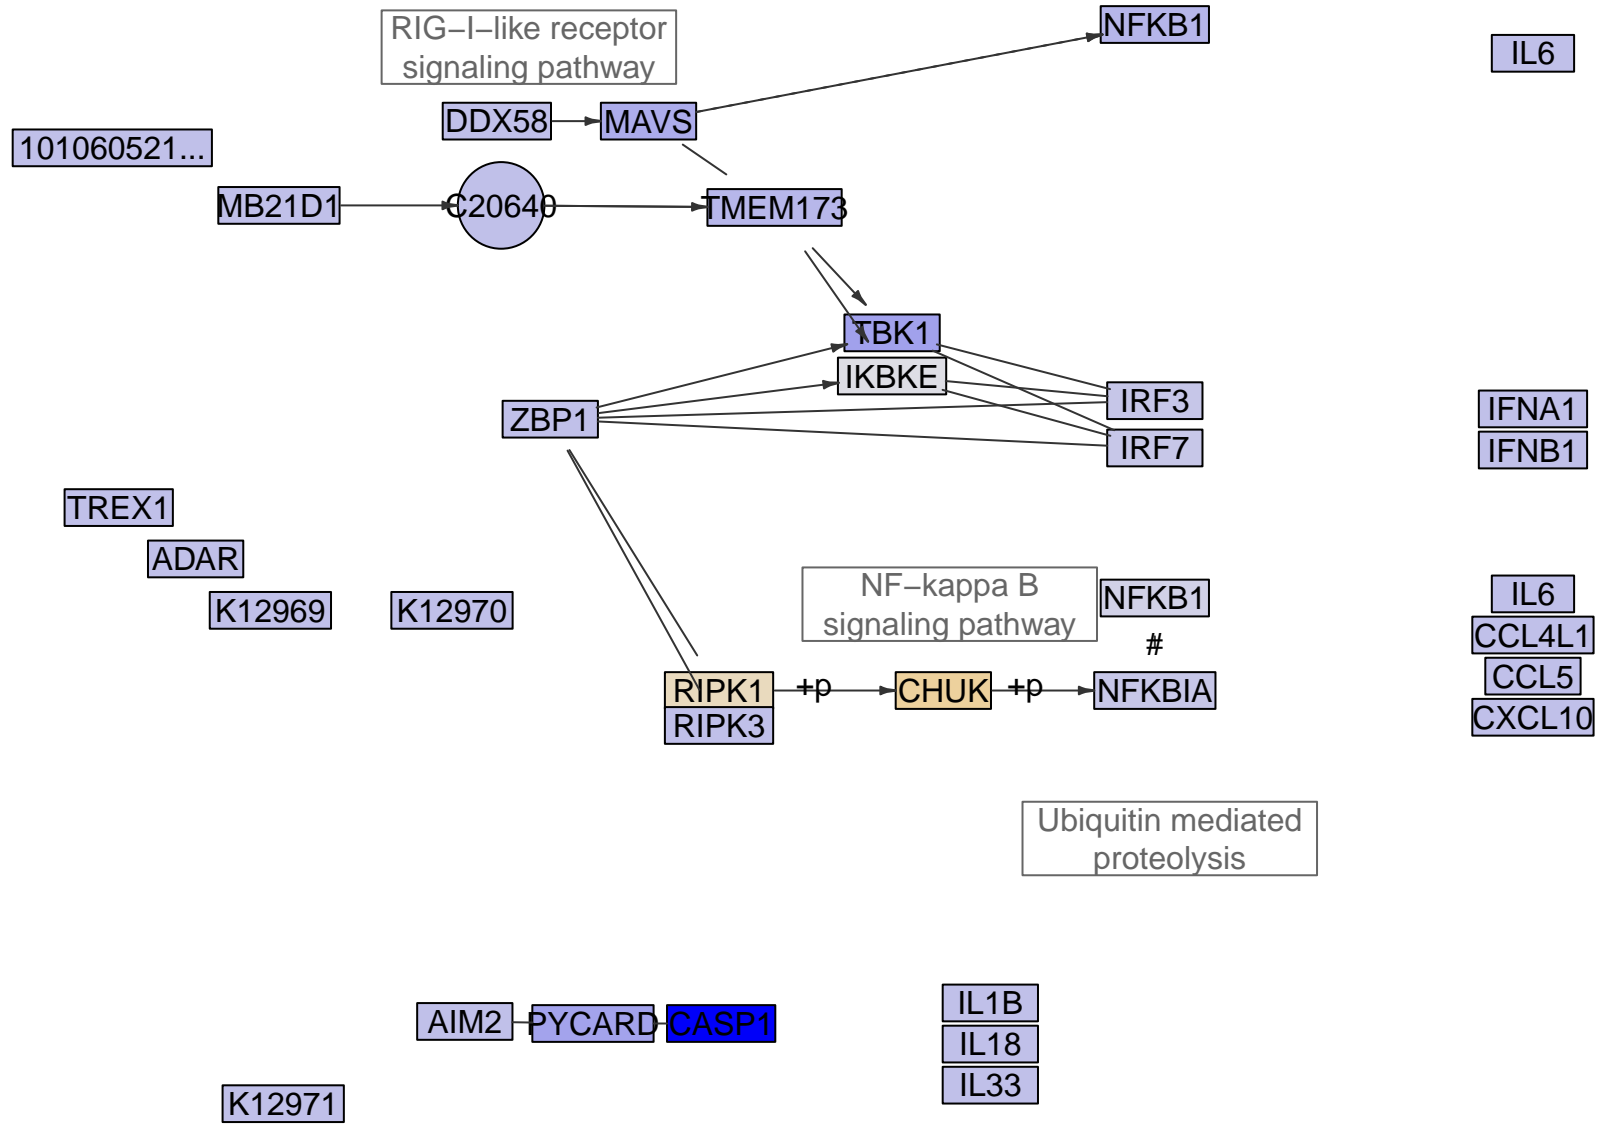 RIG−I−like receptor
signaling pathway
NFKB1
IL6
DDX58
MAVS
101060521...
MB21D1
C20640
TMEM173
TBK1
IKBKE
ZBP1
IRF3
IRF7
IFNA1
IFNB1
TREX1
ADAR
K12969
K12970
NF−kappa B
signaling pathway
NFKB1
#
IL6
CCL4L1
CCL5
CXCL10
RIPK1
+p
CHUK
+p
NFKBIA
RIPK3
Ubiquitin mediated
proteolysis
AIM2
PYCARD
CASP1
IL1B
IL18
IL33
K12971